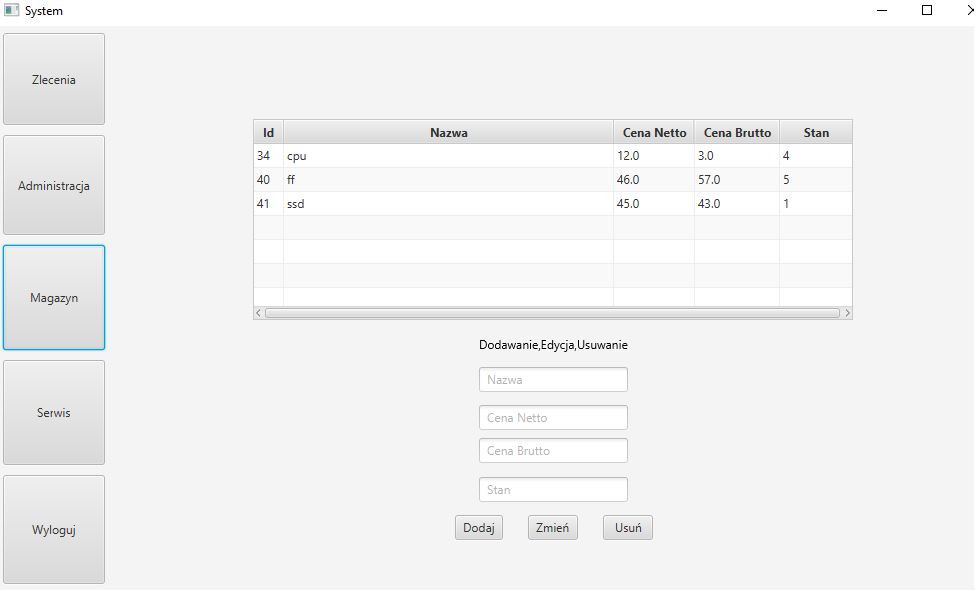 System
Zlecenia
Administracja
Magazyn
Serwis
Wyloguj
Id Nazwa Cena Netto Cena Brutto Stan
34 cpu 12.0 3.0 4
40 ff 46.0 57.0 5
41 ssd 45.0 43.0 1
Dodawanie,Edycja,Usuwanie
Nazwa
Cena Netto
Cena Brutto
Stan
Dodaj Zmień Usuń